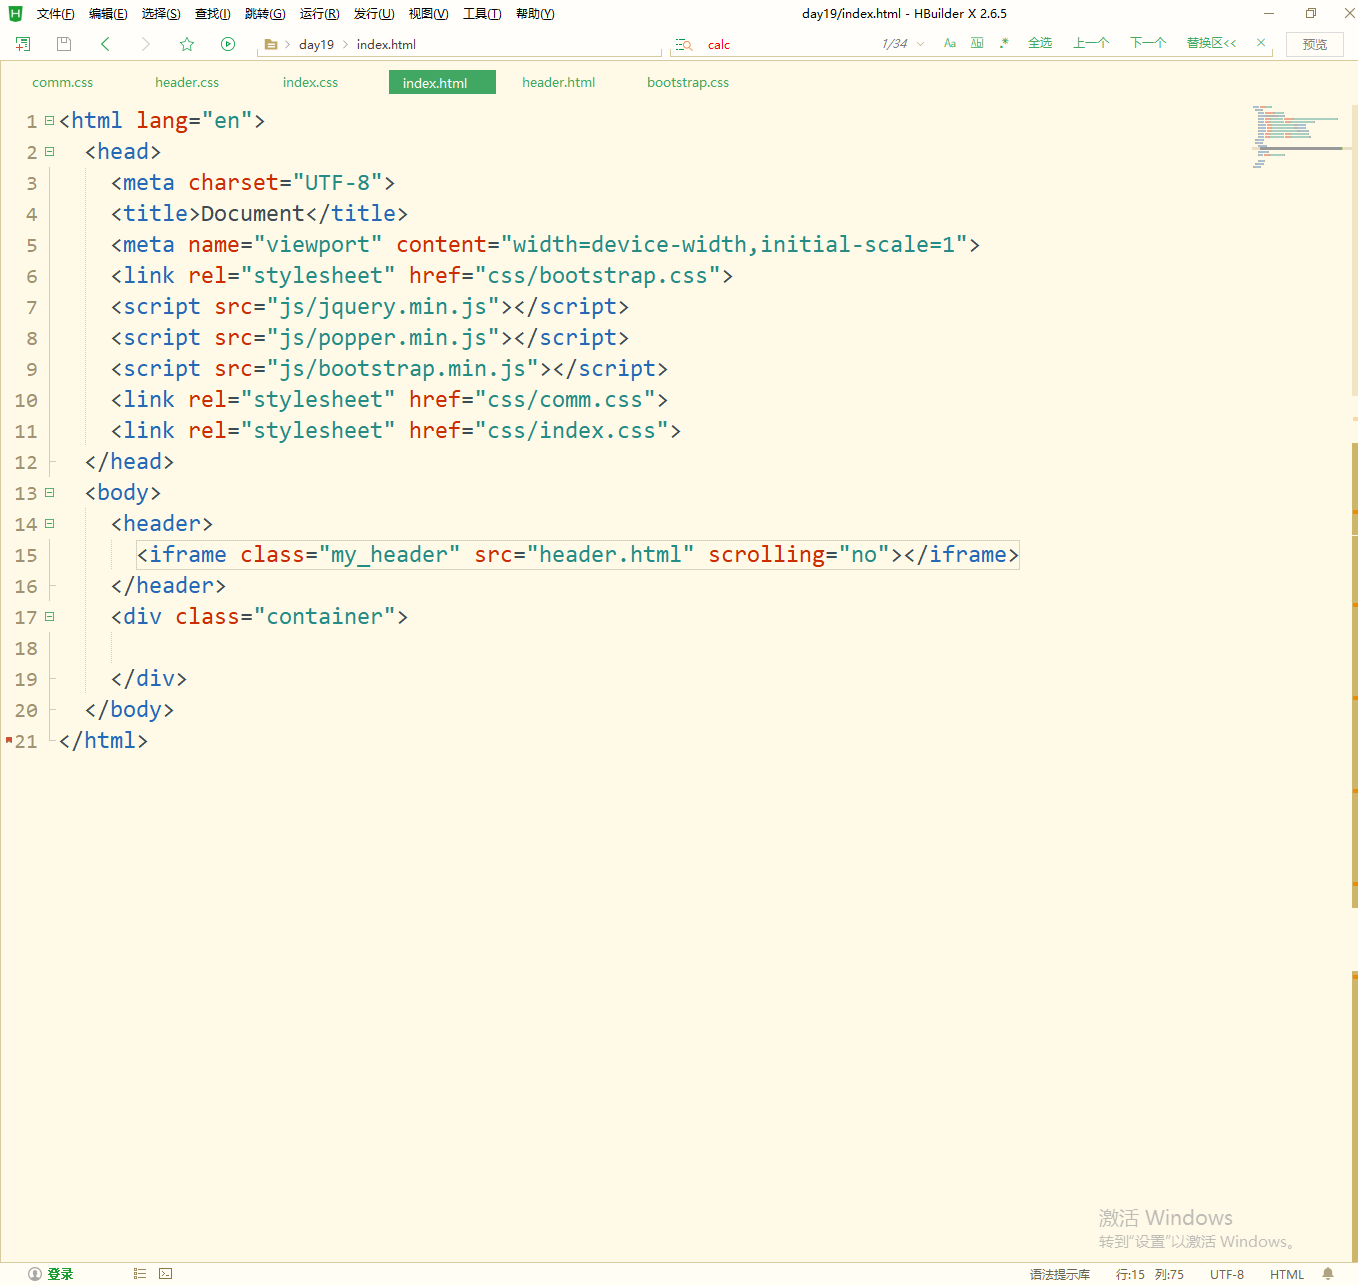 文件(F) 编辑(E) 选择(S) 查找(I) 跳转(G) 运行(R) 发行(U) 视图(V) 工具(T) 帮助(Y) day19/index.html - HBuilder X 2.6.5
day19 index.html calc 1/34 Aa Ab .* 全选 上一个 下一个 替换区<< 预览
comm.css header.css index.css index.html header.html bootstrap.css
1 <html lang="en">
2 <head>
3 <meta charset="UTF-8">
4 <title>Document</title>
5 <meta name="viewport" content="width=device-width,initial-scale=1">
6 <link rel="stylesheet" href="css/bootstrap.css">
7 <script src="js/jquery.min.js"></script>
8 <script src="js/popper.min.js"></script>
9 <script src="js/bootstrap.min.js"></script>
10 <link rel="stylesheet" href="css/comm.css">
11 <link rel="stylesheet" href="css/index.css">
12 </head>
13 <body>
14 <header>
15 <iframe class="my_header" src="header.html" scrolling="no"></iframe>
16 </header>
17 <div class="container">
18
19 </div>
20 </body>
21 </html>
激活 Windows
转到“设置”以激活 Windows。
登录 语法提示库 行:15 列:75 UTF-8 HTML